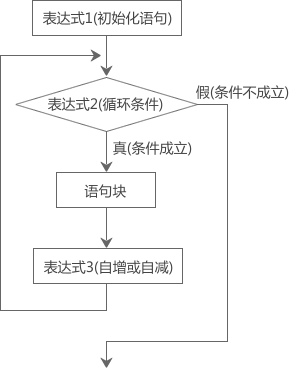 表达式1(初始化语句)
表达式2(循环条件)
假(条件不成立)
真(条件成立)
语句块
表达式3(自增或自减)